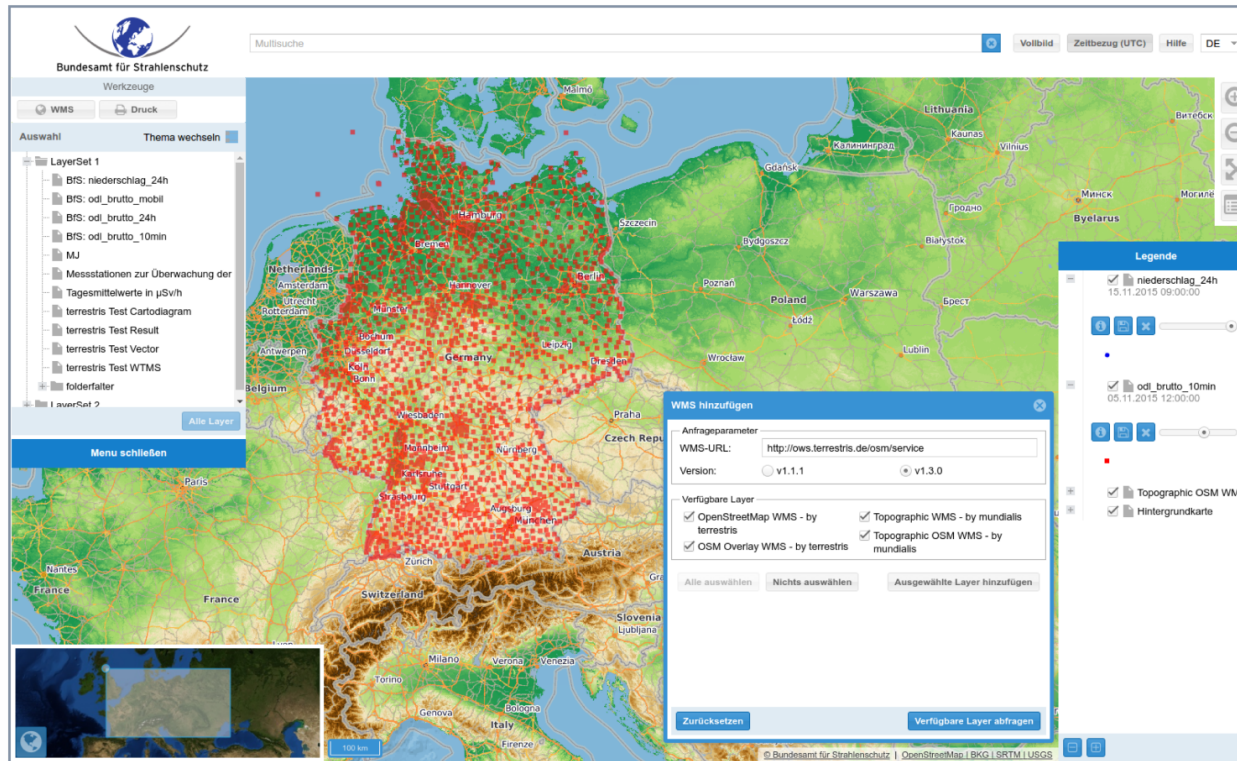 Bundesamt für Strahlenschutz
Multisuche
Vollbild
Zeitbezug (UTC)
Hilfe
DE
Werkzeuge
WMS
Druck
Auswahl
Thema wechseln
LayerSet 1
BfS: niederschlag_24h
BfS: odl_brutto_mobil
BfS: odl_brutto_24h
BfS: odl_brutto_10min
MJ
Messstationen zur Überwachung der
Tagesmittelwerte in µSv/h
terrestris Test Cartodiagram
terrestris Test Result
terrestris Test Vector
terrestris Test WTMS
folderfalter
LayerSet 2
Alle Layer
Menu schließen
Malmö
Lithuania
Kaunas
Vilnius
Витебск
Калининград
Gdańsk
Минск
Могиле
Гродно
Byelarus
Hamburg
Szczecin
Bremen
Bydgoszcz
Białystok
Netherlands
Amsterdam
Utrecht
Rotterdam
Hannover
Berlin
Poznań
Poland
Warszawa
Брест
Münster
Łódź
Antwerpen
Bochum
Düsseldorf
Köln
Bonn
Germany
Leipzig
Dresden
Wrocław
Lublin
Belgium
Wiesbaden
Praha
Czech Repu
Mannheim
Nürnberg
Karlsruhe
Stuttgart
Strasbourg
Augsburg
München
Paris
Zürich
Austria
Nantes
France
France
Switzerland
Gra
Slovenia
Ljubljana
Lyon
Milano
Verona
Venezia
Torino
Genova
Bologna
Italy
Firenze
100 km
Legende
niederschlag_24h
15.11.2015 09:00:00
odl_brutto_10min
05.11.2015 12:00:00
Topographic OSM WM
Hintergrundkarte
WMS hinzufügen
Anfrageparameter
WMS-URL:
http://ows.terrestris.de/osm/service
Version:
v1.1.1
v1.3.0
Verfügbare Layer
OpenStreetMap WMS - by
terrestris
OSM Overlay WMS - by terrestris
Topographic WMS - by mundialis
Topographic OSM WMS - by
mundialis
Alle auswählen
Nichts auswählen
Ausgewählte Layer hinzufügen
Zurücksetzen
Verfügbare Layer abfragen
© Bundesamt für Strahlenschutz | OpenStreetMap | BKG | SRTM | USGS